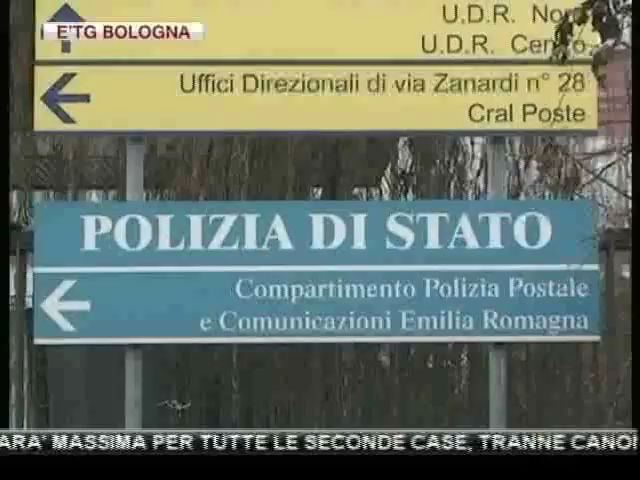 E'TG BOLOGNA
U.D.R. Nord
U.D.R. Centro
Uffici Direzionali di via Zanardi n° 28
Cral Poste
POLIZIA DI STATO
Compartimento Polizia Postale
e Comunicazioni Emilia Romagna
ARA' MASSIMA PER TUTTE LE SECONDE CASE, TRANNE CANO